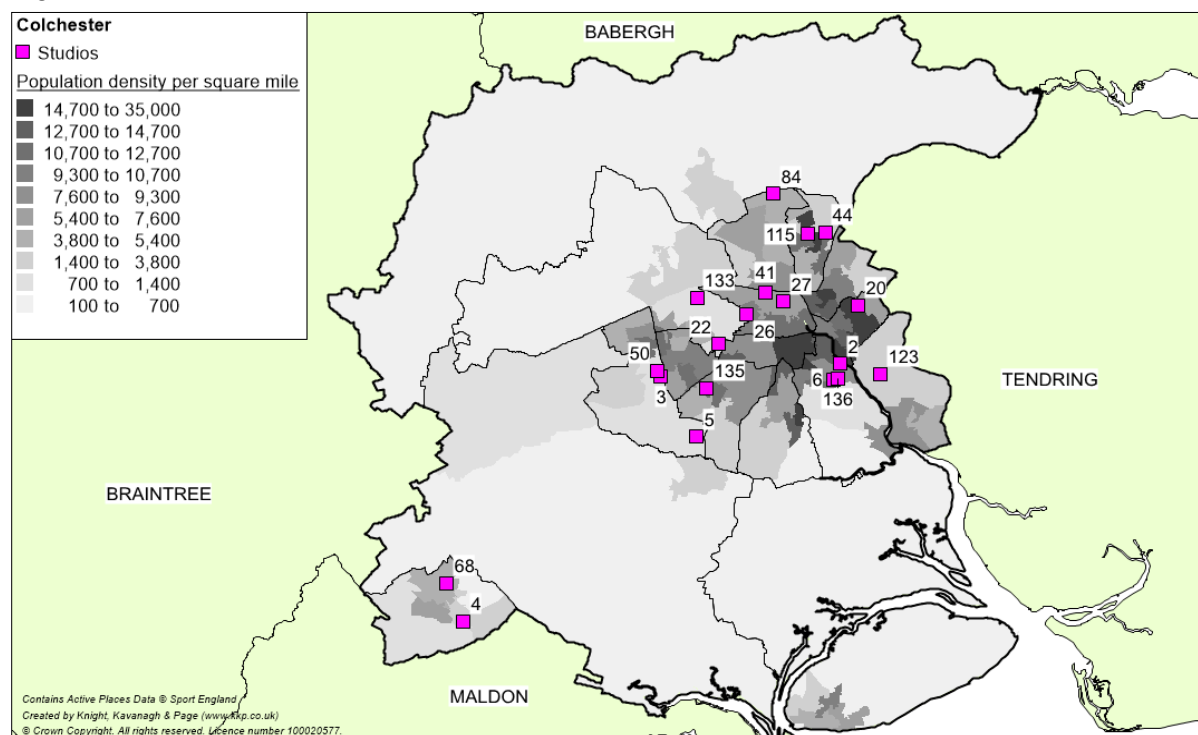 Colchester
Studios
Population density per square mile
14,700 to 35,000
12,700 to 14,700
10,700 to 12,700
9,300 to 10,700
7,600 to 9,300
5,400 to 7,600
3,800 to 5,400
1,400 to 3,800
700 to 1,400
100 to 700
BABERGH
84
44
115
133
41
27
20
22
26
2
50
135
123
3
6
136
TENDRING
5
BRAINTREE
68
4
MALDON
Contains Active Places Data © Sport England
Created by Knight, Kavanagh & Page (www.kkp.co.uk)
© Crown Copyright. All rights reserved. Licence number 100020577.